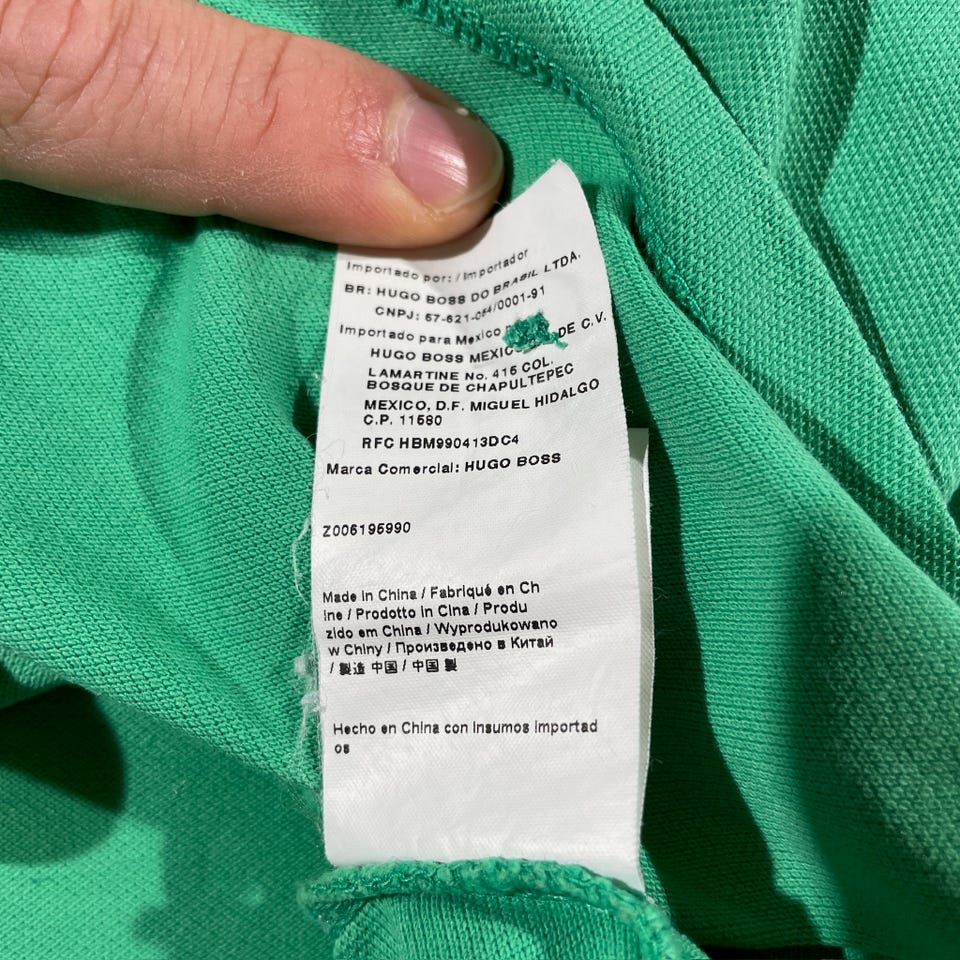 Importado por: / Importador
BR: HUGO BOSS DO BRASIL LTDA.
CNPJ: 57-621-054/0001-91
Importado para Mexico
HUGO BOSS MEXICO DE C.V.
LAMARTINE No. 415 COL.
BOSQUE DE CHAPULTEPEC
MEXICO, D.F. MIGUEL HIDALGO
C.P. 11580
RFC HBM990413DC4
Marca Comercial: HUGO BOSS
Z006195990
Made in China / Fabriqué en Ch
ine / Prodotto in Cina / Produ
zido em China / Wyprodukowano
w Chiny / Произведено в Китай
/ 製造 中国 / 中国 製
Hecho en China con Insumos Importad
os